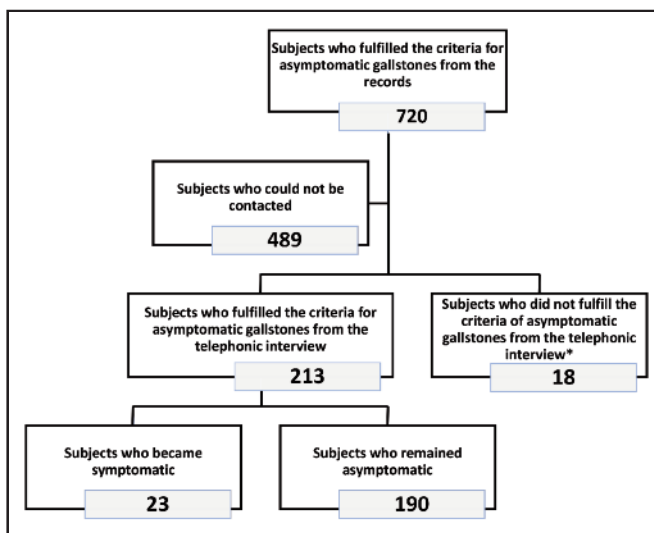 Subjects who fulfilled the criteria for
asymptomatic gallstones from the
records
720
Subjects who could not be
contacted
489
Subjects who fulfilled the criteria for
asymptomatic gallstones from the
telephonic interview
213
Subjects who did not fulfill the
criteria of asymptomatic
gallstones from the telephonic
interview*
18
Subjects who became
symptomatic
23
Subjects who remained
asymptomatic
190